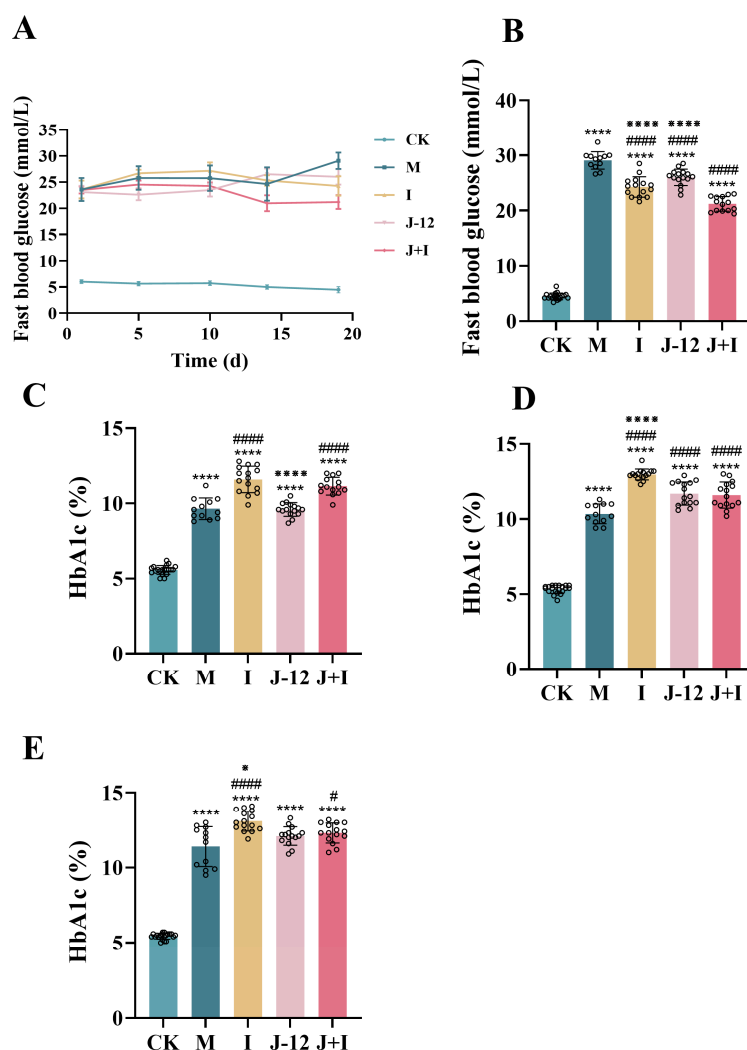 A
Fast blood glucose (mmol/L)
35
30
25
20
15
10
5
0
0 5 10 15 20
Time (d)
CK
M
I
J-12
J+I
B
Fast blood glucose (mmol/L)
40
30
20
10
0
**** ****
**** #### ####
**** **** ####
****
CK M I J-12 J+I
C
HbA1c (%)
15
10
5
0
#### **** ####
**** **** **** ****
CK M I J-12 J+I
D
HbA1c (%)
15
10
5
0
****
#### #### ####
**** **** **** ****
CK M I J-12 J+I
E
HbA1c (%)
15
10
5
0
*
#### #
**** **** **** ****
CK M I J-12 J+I